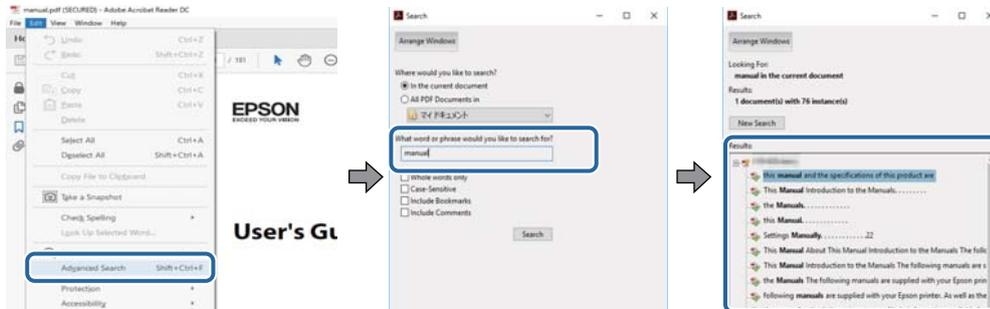 manual.pdf (SECURED) - Adobe Acrobat Reader DC
File Edit View Window Help
Undo Ctrl+Z
Shift+Ctrl+Z
Cut Ctrl+X
Copy Ctrl+C
Paste Ctrl+V
Delete
Select All Ctrl+A
Deselect All Shift+Ctrl+A
Copy File to Clipboard
Take a Snapshot
Check Spelling
Look Up Selected Word...
Advanced Search Shift+Ctrl+F
Protection
Accessibility
/ 181
EPSON
EXCEED YOUR VISION
User's Gu
Search
Arrange Windows
Where would you like to search?
In the current document
All PDF Documents in
マイ ドキュメント
What word or phrase would you like to search for?
manual
Whole words only
Case-Sensitive
Include Bookmarks
Include Comments
Search
Search
Arrange Windows
Looking For:
manual in the current document
Results:
1 document(s) with 76 instance(s)
New Search
Results:
this manual and the specifications of this product are
This Manual Introduction to the Manuals.........
the Manuals............
this Manual............
Settings Manually............22
This Manual About This Manual Introduction to the Manuals The follo
This Manual Introduction to the Manuals The following manuals are s
the Manuals The following manuals are supplied with your Epson prin
following manuals are supplied with your Epson printer. As well as the